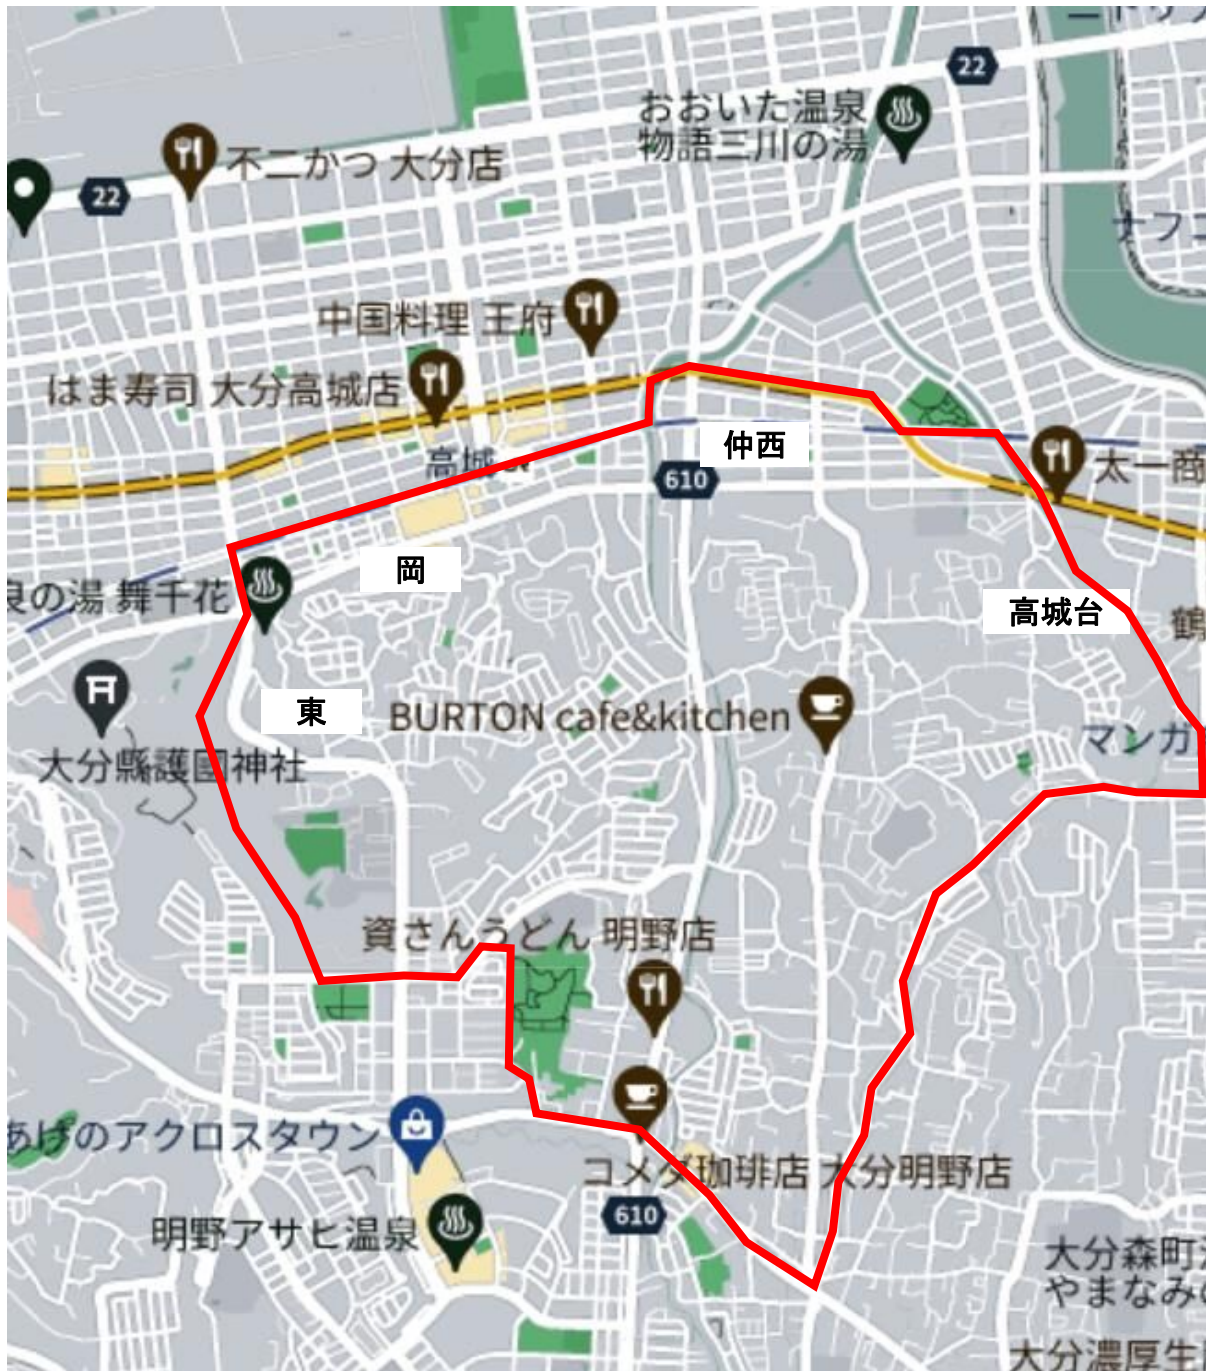 22
おおいた温泉
物語三川の湯
不二かつ 大分店
22
ナフコ
中国料理 王府
はま寿司 大分高城店
仲西
高城
610
太一商
岡
良の湯 舞千花
高城台
鶴
東
BURTON cafe&kitchen
マンガ
大分縣護國神社
資さんうどん 明野店
あけのアクロスタウン
コメダ珈琲店 大分明野店
610
明野アサヒ温泉
大分森町
やまなみ
大分濃厚生